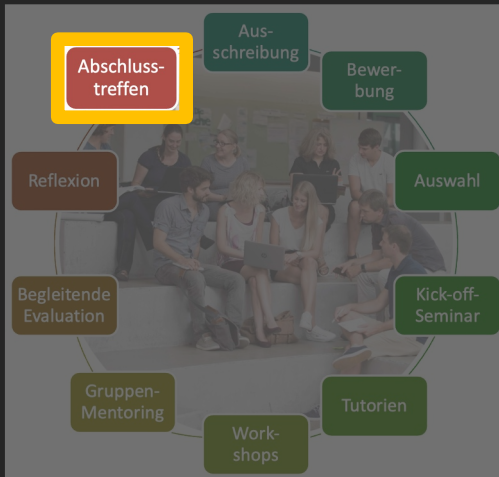 Aus-
schreibung
Bewer-
bung
Auswahl
Kick-off-
Seminar
Tutorien
Work-
shops
Gruppen-
Mentoring
Begleitende
Evaluation
Reflexion
Abschluss-
treffen